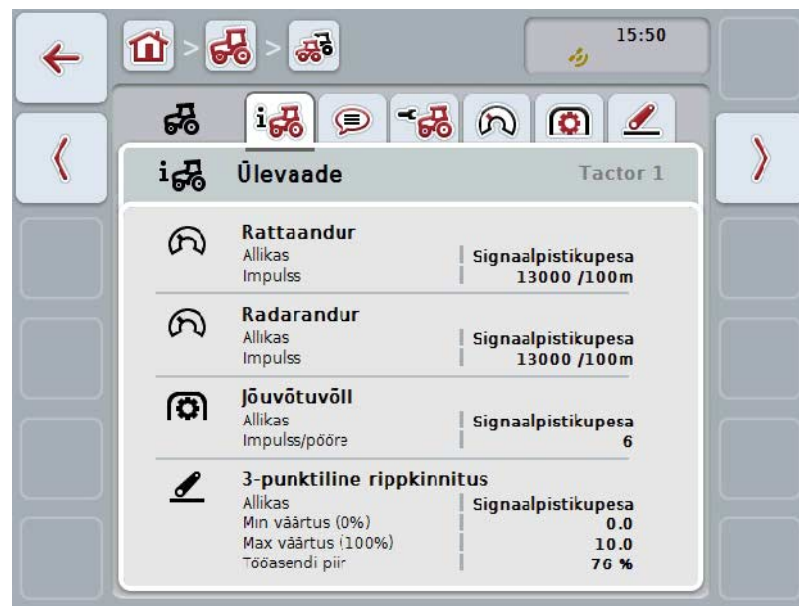 15:50
Ülevaade Tactor 1
Rattaandur
Allikas Signaalpistikupesa
Impulss 13000 /100m
Radarandur
Allikas Signaalpistikupesa
Impulss 13000 /100m
Jõuvõtuvõll
Allikas Signaalpistikupesa
Impulss/pööre 6
3-punktiline rippkinnitus
Allikas Signaalpistikupesa
Min väärtus (0%) 0.0
Max väärtus (100%) 10.0
Tööasendi piir 76 %